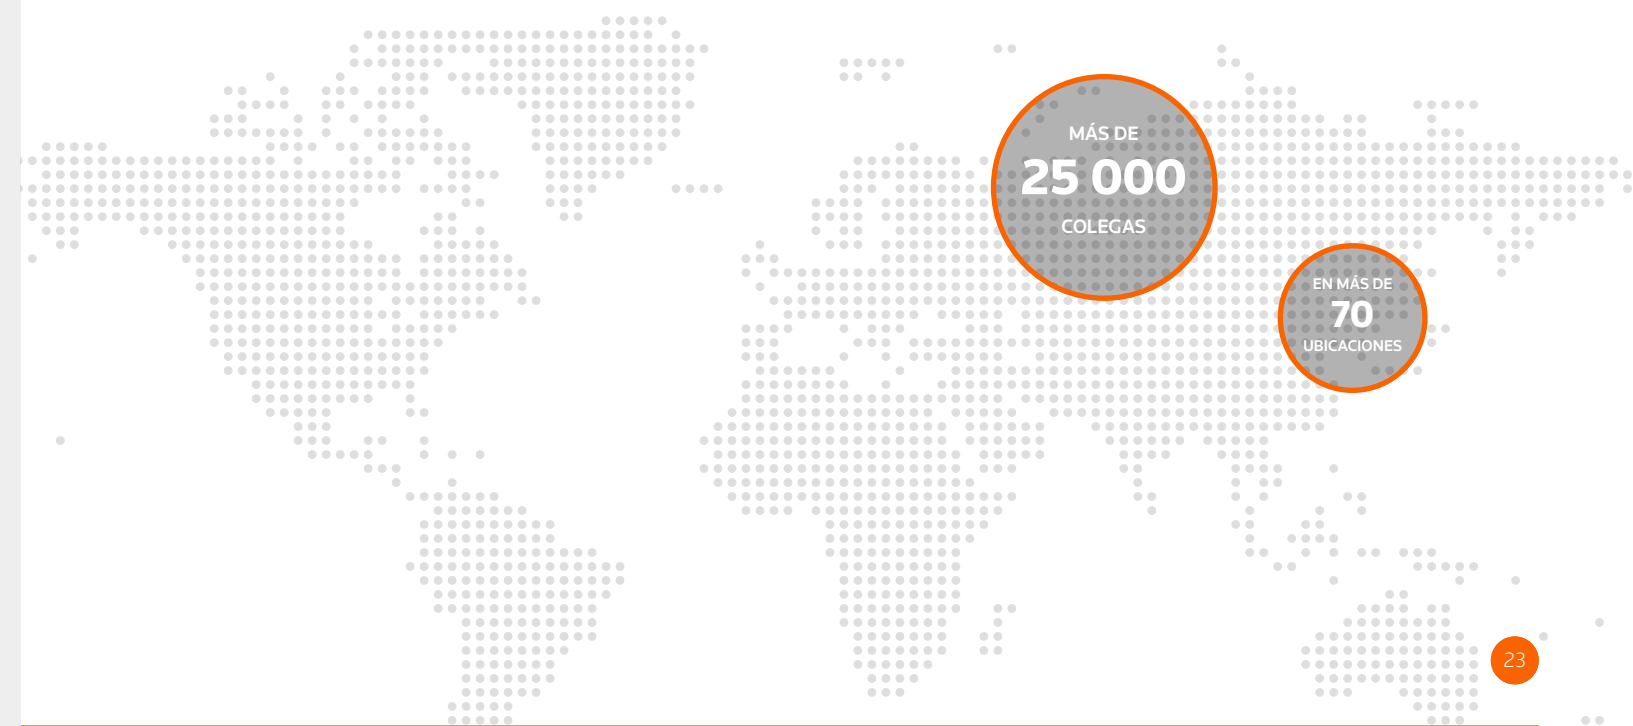 MÁS DE
25 000
COLEGAS
EN MÁS DE
70
UBICACIONES
23